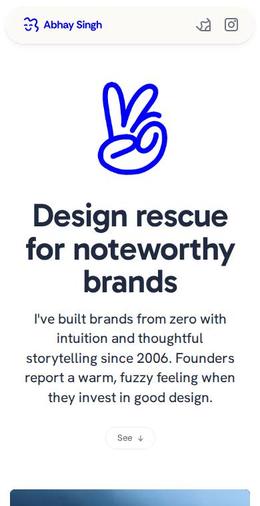 Abhay Singh
Design rescue
for noteworthy
brands
I've built brands from zero with
intuition and thoughtful
storytelling since 2006. Founders
report a warm, fuzzy feeling when
they invest in good design.
See ↓